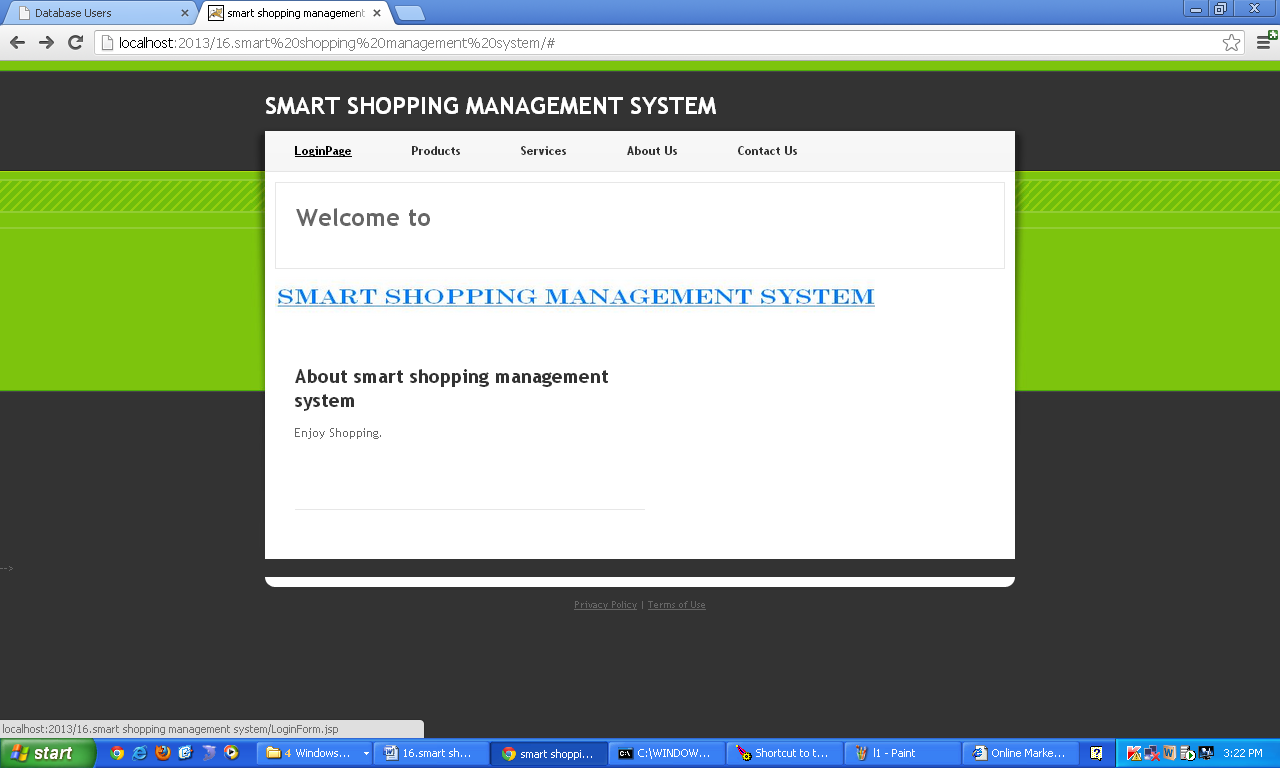 Database Users
smart shopping management
localhost:2013/16.smart%20shopping%20management%20system/#
SMART SHOPPING MANAGEMENT SYSTEM
LoginPage Products Services About Us Contact Us
Welcome to
SMART SHOPPING MANAGEMENT SYSTEM
About smart shopping management
system
Enjoy Shopping.
-->
Privacy Policy | Terms of Use
localhost:2013/16.smart shopping management system/LoginForm.jsp
start 4 Windows... 16.smart sh... smart shoppi... C:\WINDOW... Shortcut to t... l1 - Paint Online Marke... 3:22 PM